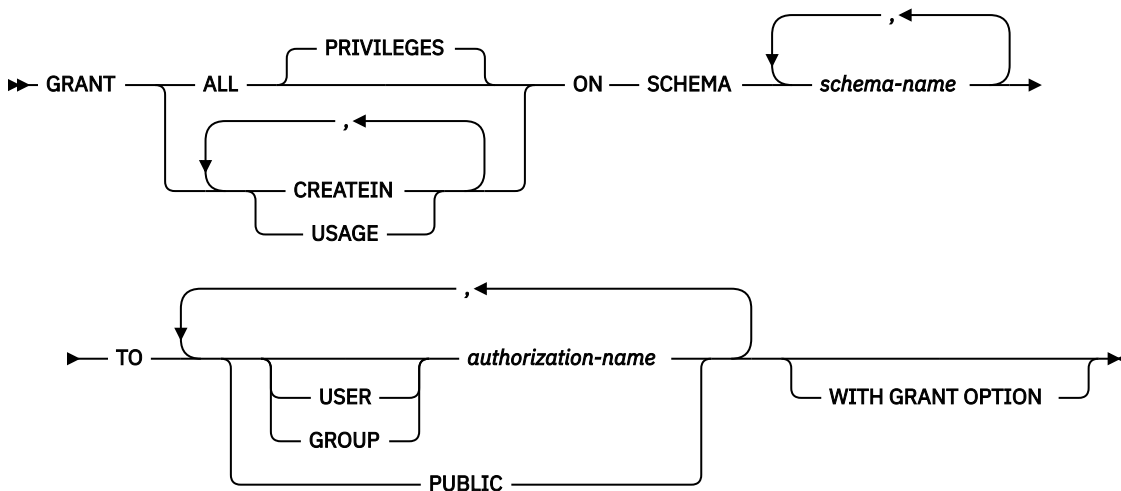 PRIVILEGES ,
GRANT ALL ON SCHEMA schema-name
,
CREATEIN
USAGE
,
TO authorization-name
USER WITH GRANT OPTION
GROUP
PUBLIC